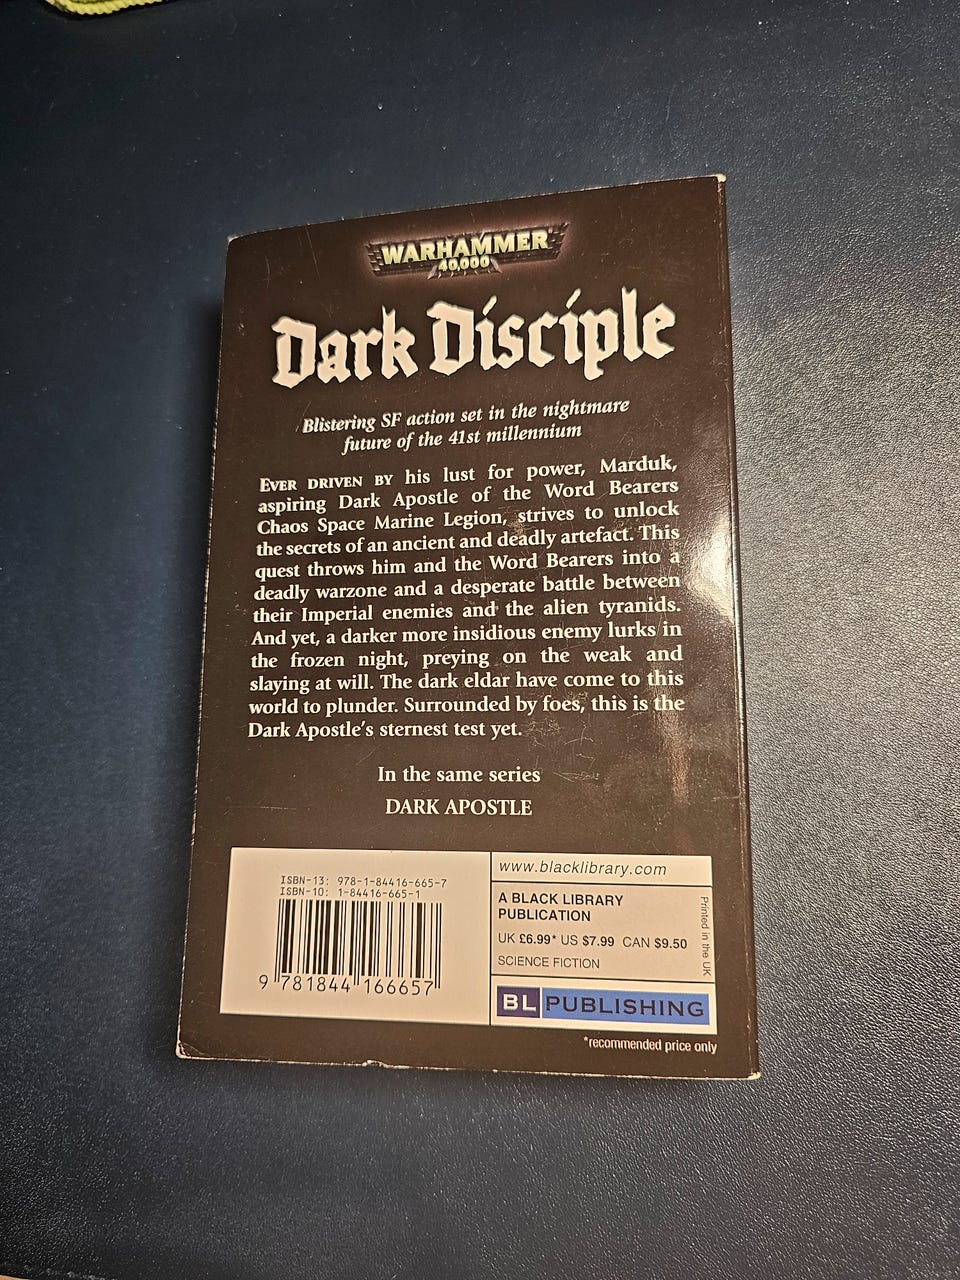 WARHAMMER
40,000
Dark Disciple
Blistering SF action set in the nightmare
future of the 41st millennium
EVER DRIVEN BY his lust for power, Marduk,
aspiring Dark Apostle of the Word Bearers
Chaos Space Marine Legion, strives to unlock
the secrets of an ancient and deadly artefact. This
quest throws him and the Word Bearers into a
deadly warzone and a desperate battle between
their Imperial enemies and the alien tyranids.
And yet, a darker more insidious enemy lurks in
the frozen night, preying on the weak and
slaying at will. The dark eldar have come to this
world to plunder. Surrounded by foes, this is the
Dark Apostle's sternest test yet.
In the same series
DARK APOSTLE
ISBN-13: 978-1-84416-665-7
ISBN-10: 1-84416-665-1
9 781844 166657
www.blacklibrary.com
A BLACK LIBRARY
PUBLICATION
UK £6.99* US $7.99 CAN $9.50
SCIENCE FICTION
Printed in the UK
BL PUBLISHING
*recommended price only